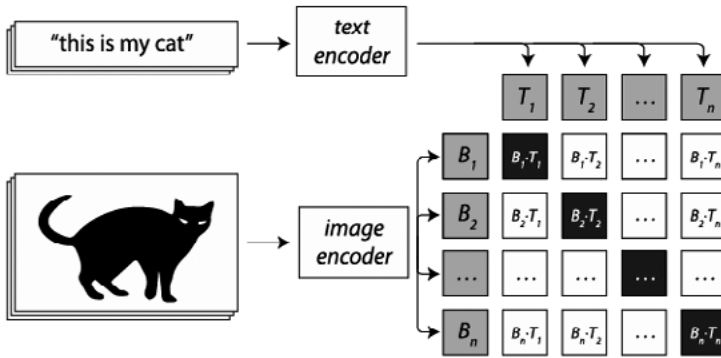 “this is my cat”
text
encoder
T1 T2 ... Tn
B1 B1·T1 B1·T2 ... B1·Tn
image
encoder
B2 B2·T1 B2·T2 ... B2·Tn
... ... ... ... ...
Bn Bn·T1 Bn·T2 ... Bn·Tn